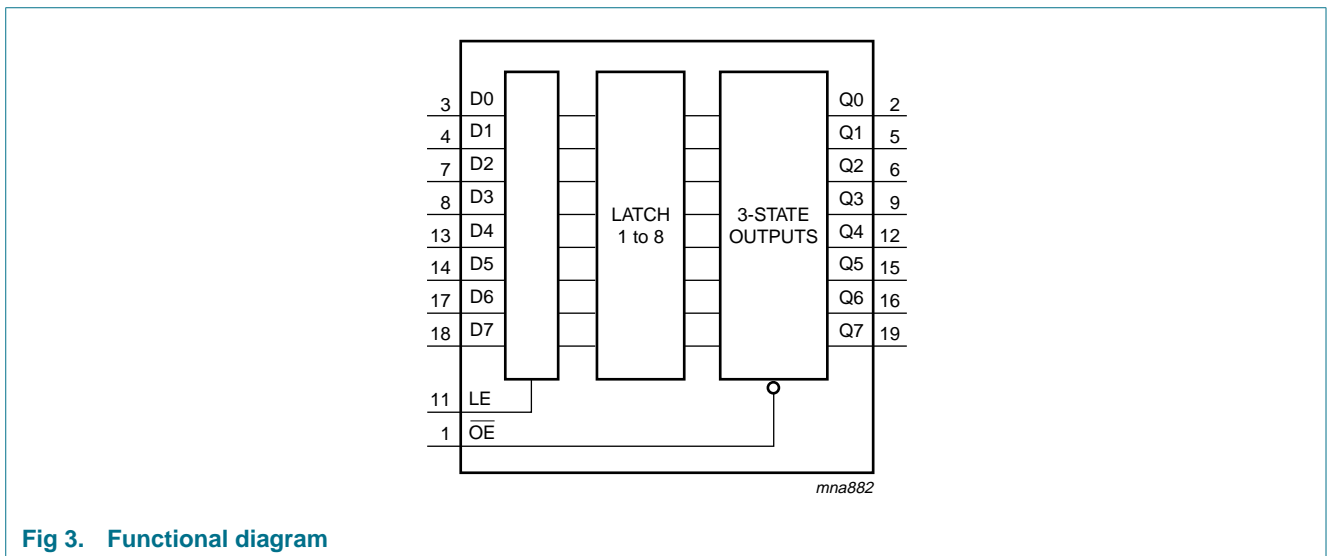 3 D0 Q0 2
4 D1 Q1 5
7 D2 Q2 6
8 D3 Q3 9
LATCH 3-STATE
1 to 8 OUTPUTS
13 D4 Q4 12
14 D5 Q5 15
17 D6 Q6 16
18 D7 Q7 19
11 LE
1 O̅E̅
mna882
Fig 3. Functional diagram